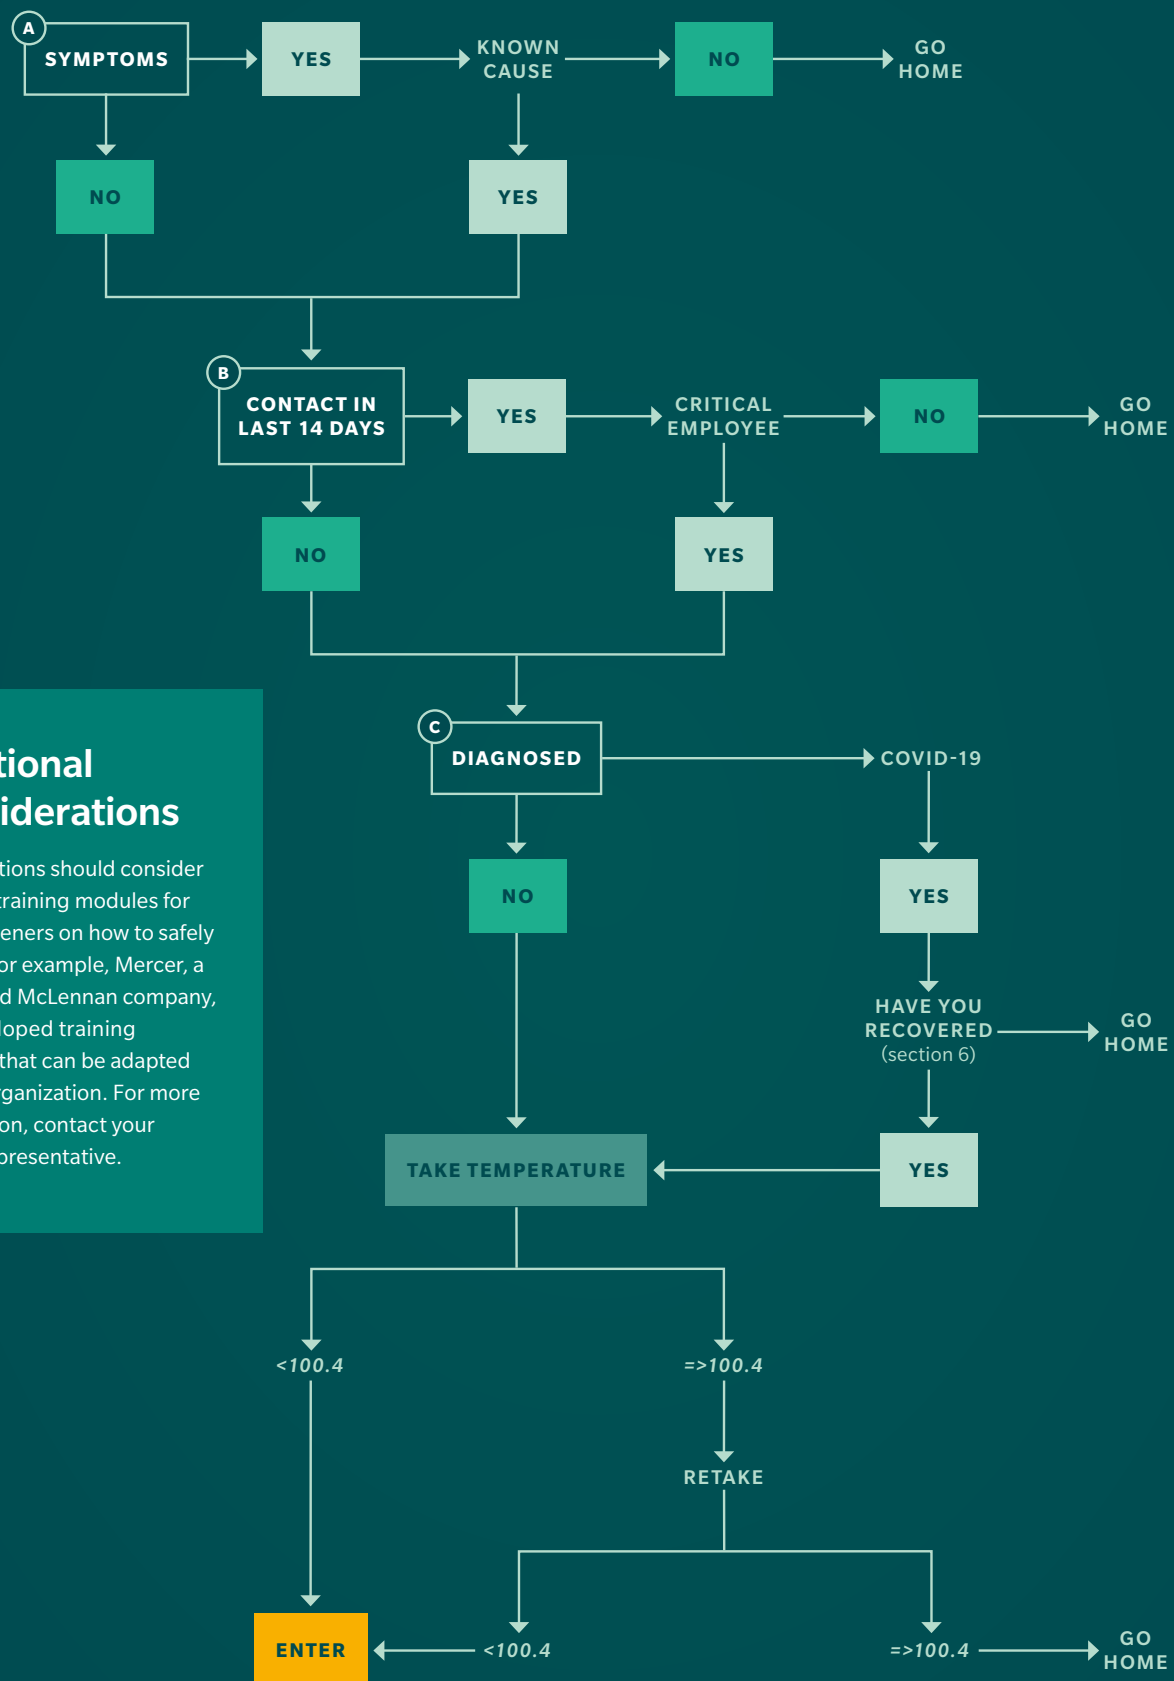 A
SYMPTOMS
YES
KNOWN
CAUSE
NO
GO
HOME
NO
YES
B
CONTACT IN
LAST 14 DAYS
YES
CRITICAL
EMPLOYEE
NO
GO
HOME
NO
YES
C
DIAGNOSED
COVID-19
NO
YES
HAVE YOU
RECOVERED
(section 6)
GO
HOME
TAKE TEMPERATURE
YES
<100.4
=>100.4
RETAKE
ENTER
<100.4
=>100.4
GO
HOME
tional
iderations
tions should consider
training modules for
eners on how to safely
or example, Mercer, a
d McLennan company,
loped training
that can be adapted
rganization. For more
on, contact your
presentative.